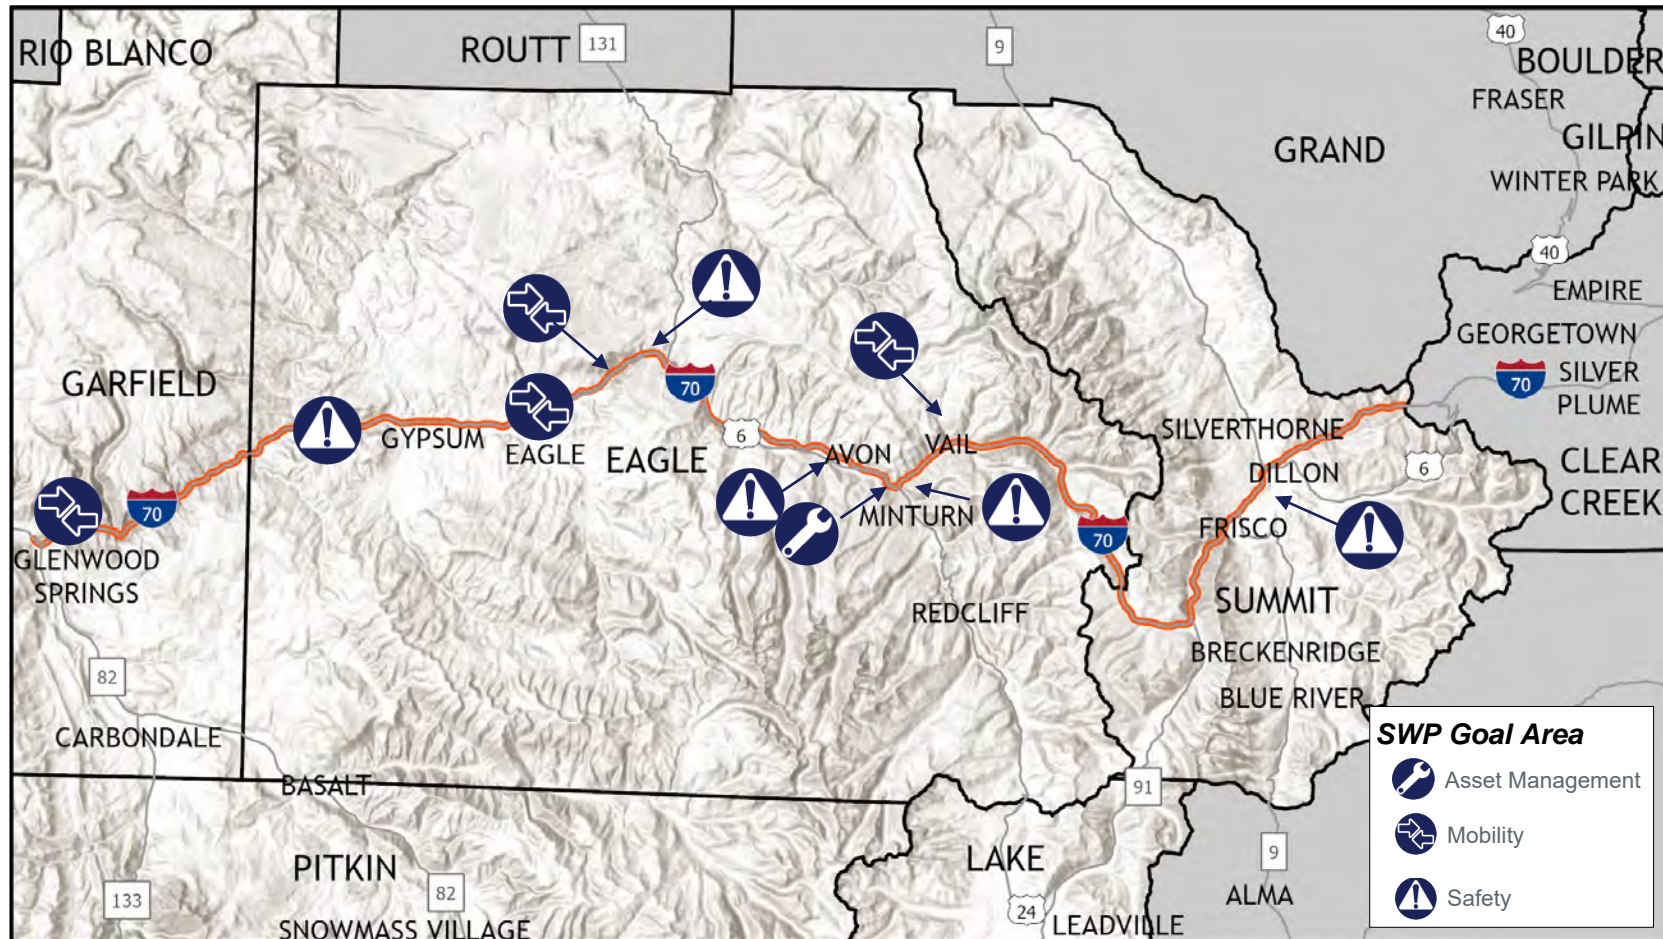 RIO BLANCO
ROUTT
131
9
40
BOULDER
FRASER
GILPIN
GRAND
WINTER PARK
40
EMPIRE
GEORGETOWN
70
SILVER
PLUME
GARFIELD
70
GYPSUM
EAGLE
EAGLE
6
AVON
VAIL
SILVERTHORNE
DILLON
6
CLEAR
CREEK
70
MINTURN
70
FRISCO
GLENWOOD
SPRINGS
REDCLIFF
SUMMIT
BRECKENRIDGE
BLUE RIVER
82
CARBONDALE
BASALT
91
PITKIN
LAKE
9
133
82
SNOWMASS VILLAGE
24
LEADVILLE
ALMA
SWP Goal Area
Asset Management
Mobility
Safety